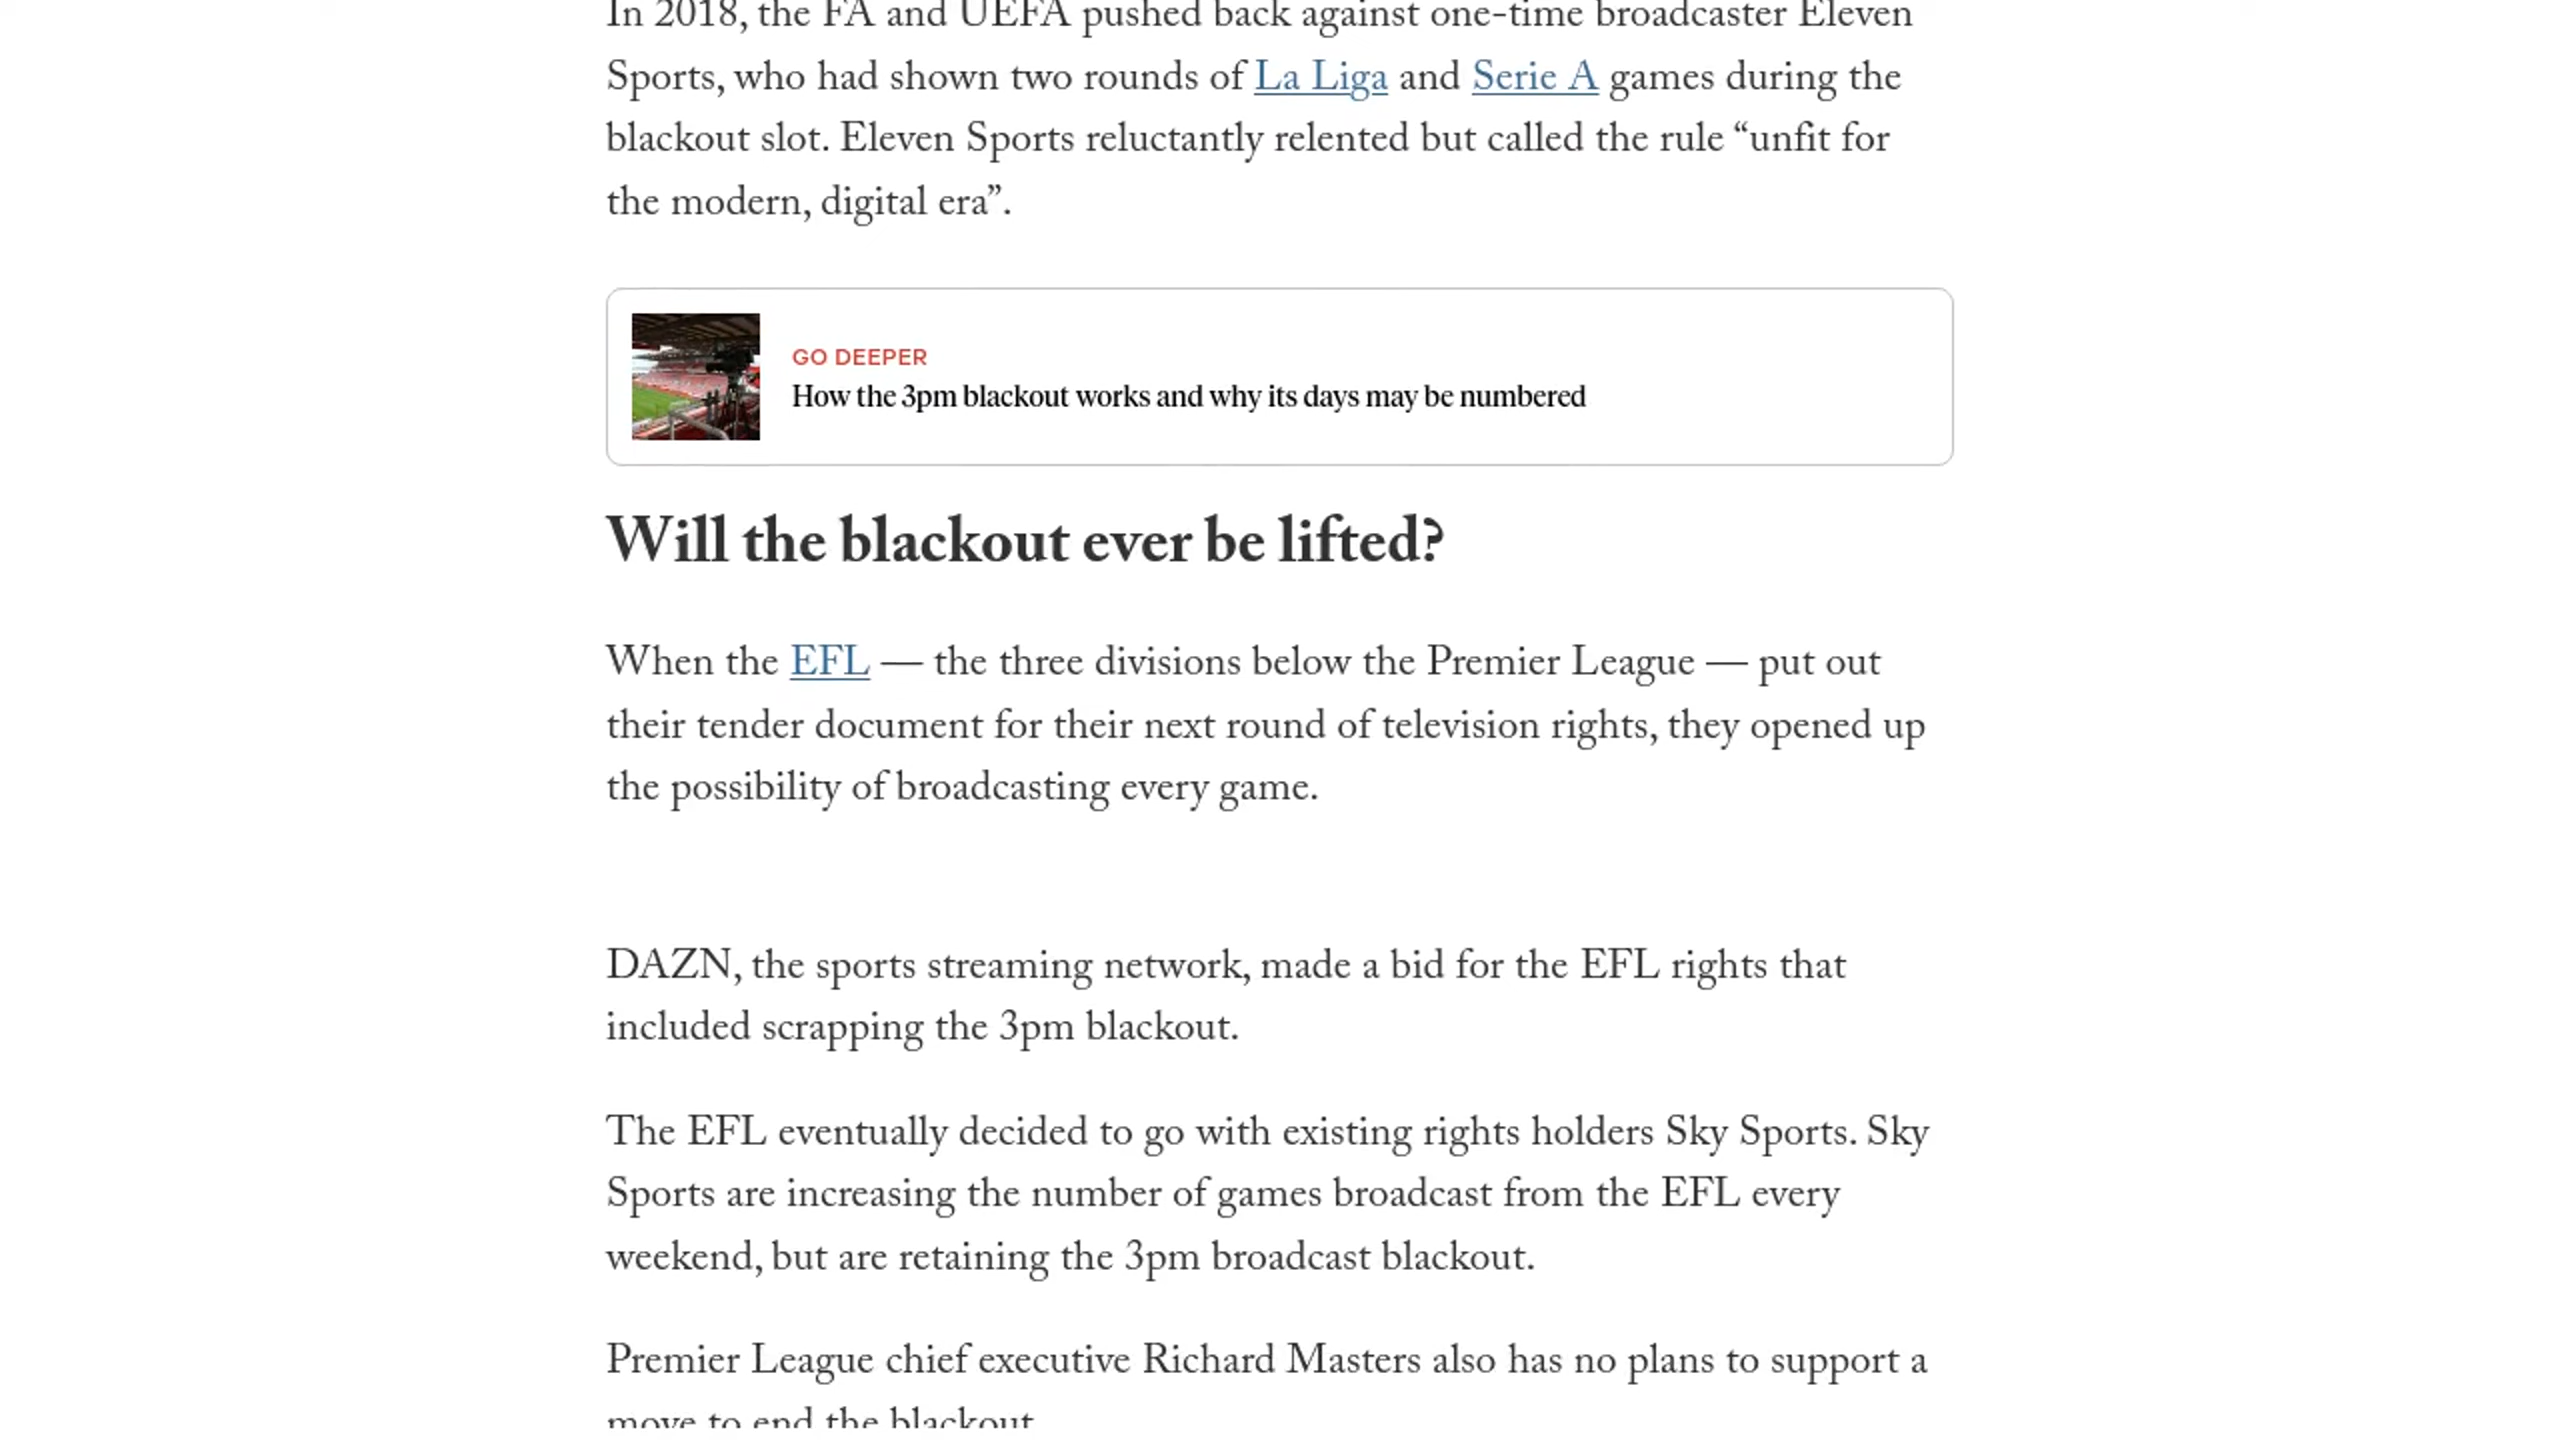 In 2018, the FA and UEFA pushed back against one-time broadcaster Eleven
Sports, who had shown two rounds of La Liga and Serie A games during the
blackout slot. Eleven Sports reluctantly relented but called the rule “unfit for
the modern, digital era”.
GO DEEPER
How the 3pm blackout works and why its days may be numbered
Will the blackout ever be lifted?
When the EFL — the three divisions below the Premier League — put out
their tender document for their next round of television rights, they opened up
the possibility of broadcasting every game.
DAZN, the sports streaming network, made a bid for the EFL rights that
included scrapping the 3pm blackout.
The EFL eventually decided to go with existing rights holders Sky Sports. Sky
Sports are increasing the number of games broadcast from the EFL every
weekend, but are retaining the 3pm broadcast blackout.
Premier League chief executive Richard Masters also has no plans to support a
move to end the blackout